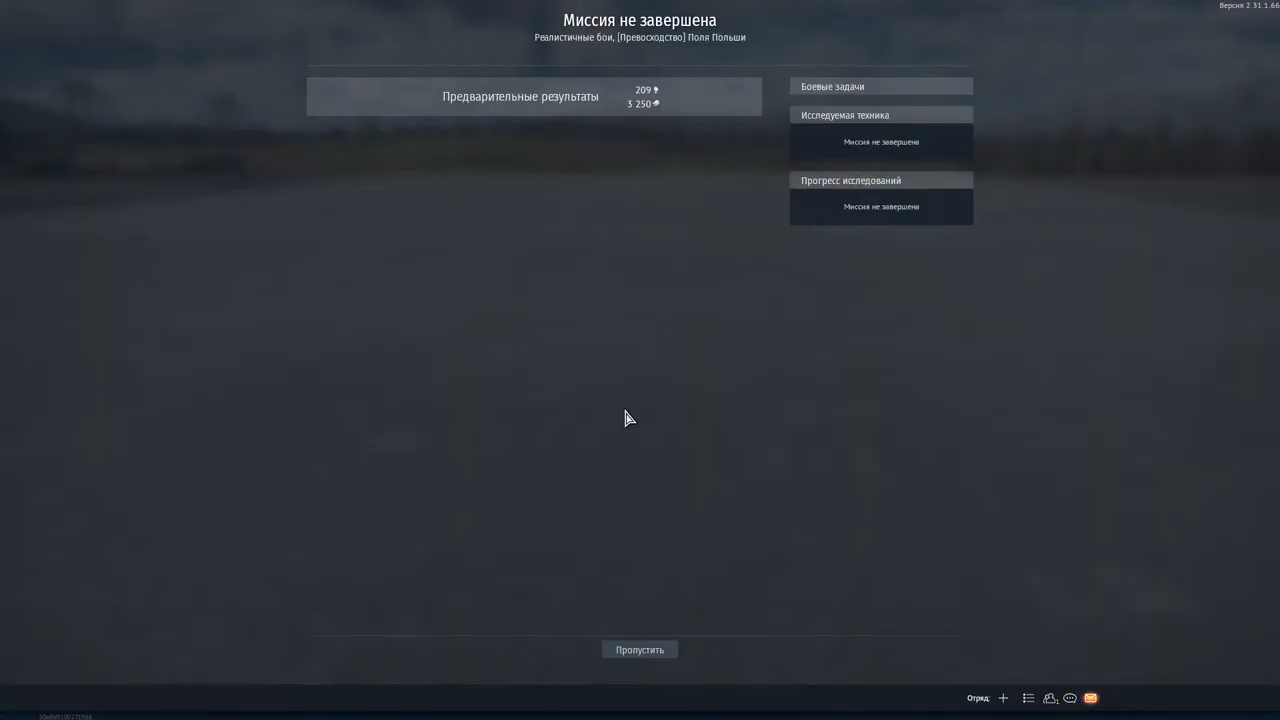 Версия 2.31.1.66
Миссия не завершена
Реалистичные бои, [Превосходство] Поля Польши
Предварительные результаты
209
3 250
Боевые задачи
Исследуемая техника
Миссия не завершена
Прогресс исследований
Миссия не завершена
Пропустить
Отряд:
1